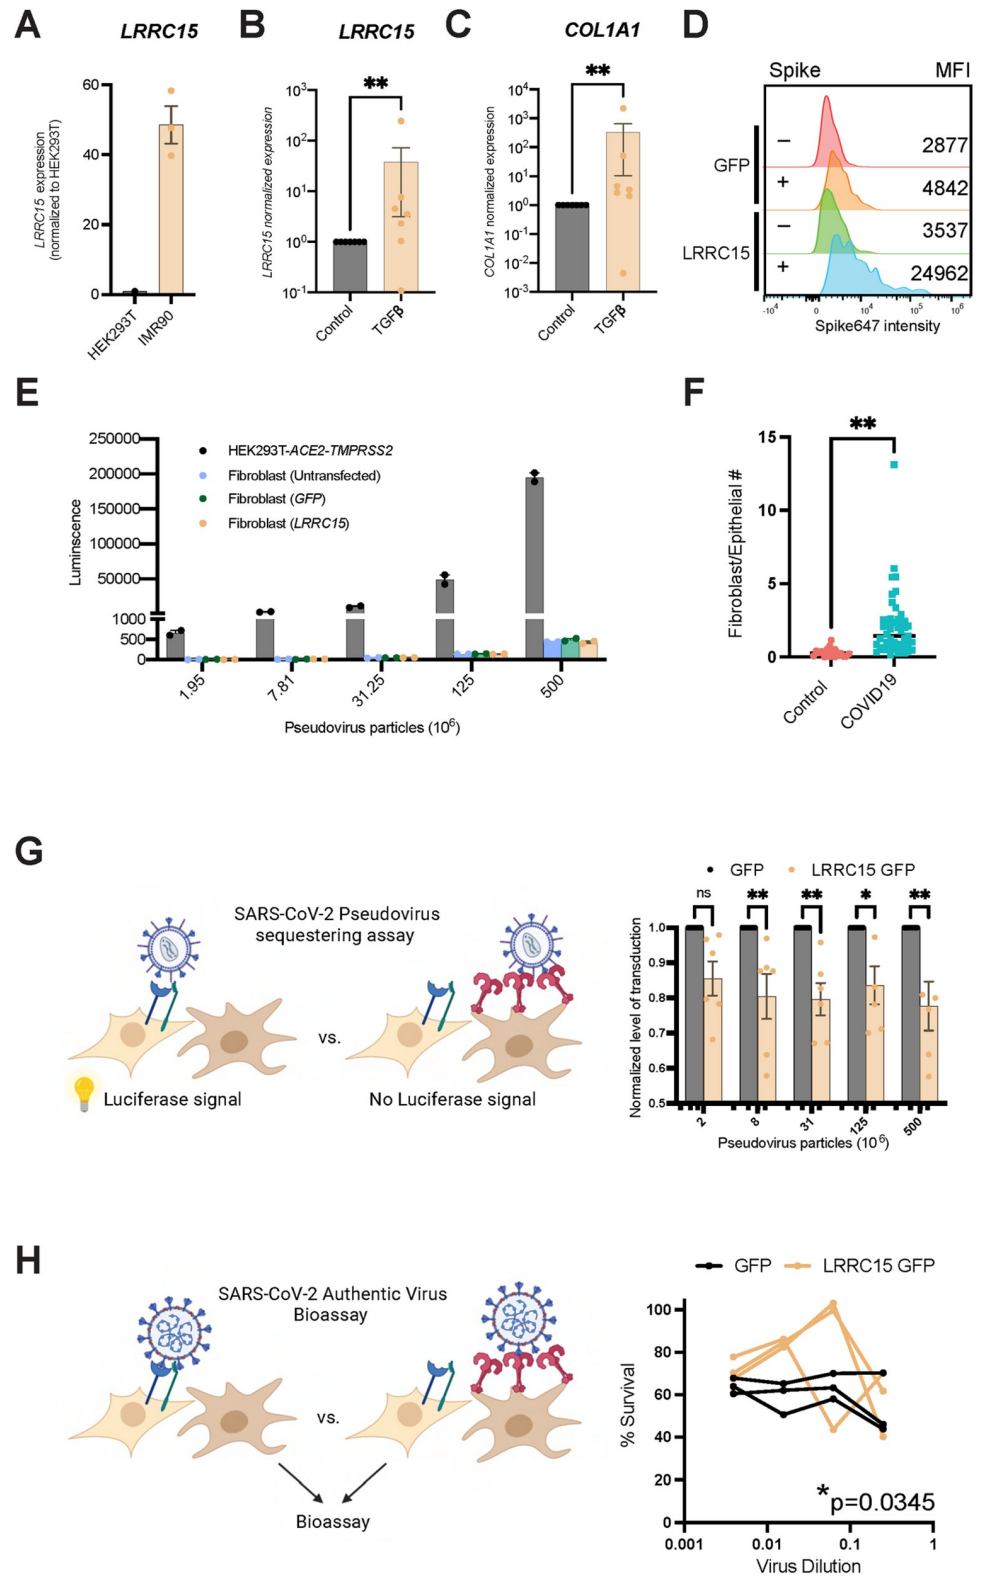 A
LRRC15
LRRC15 expression
(normalized to HEK293T)
60
40
20
0
HEK293T
IMR90
B
LRRC15
**
LRRC15 normalized expression
10³
10²
10¹
10⁰
10⁻¹
Control
TGFβ
C
COL1A1
**
COL1A1 normalized expression
10⁴
10³
10²
10¹
10⁰
10⁻¹
10⁻²
10⁻³
Control
TGFβ
D
Spike MFI
GFP
− 2877
+ 4842
LRRC15
− 3537
+ 24962
-10⁴ 0 10⁴ 10⁵ 10⁶
Spike647 intensity
E
Luminscence
250000
200000
150000
100000
50000
1000
500
0
HEK293T-ACE2-TMPRSS2
Fibroblast (Untransfected)
Fibroblast (GFP)
Fibroblast (LRRC15)
1.95 7.81 31.25 125 500
Pseudovirus particles (10⁶)
F
**
Fibroblast/Epithelial #
15
10
5
0
Control
COVID19
G
SARS-CoV-2 Pseudovirus
sequestering assay
vs.
Luciferase signal
No Luciferase signal
GFP LRRC15 GFP
ns ** ** * **
Normalized level of transduction
1.0
0.9
0.8
0.7
0.6
0.5
2 8 31 125 500
Pseudovirus particles (10⁶)
H
SARS-CoV-2 Authentic Virus
Bioassay
vs.
Bioassay
GFP LRRC15 GFP
% Survival
100
80
60
40
20
0
*p=0.0345
0.001 0.01 0.1 1
Virus Dilution